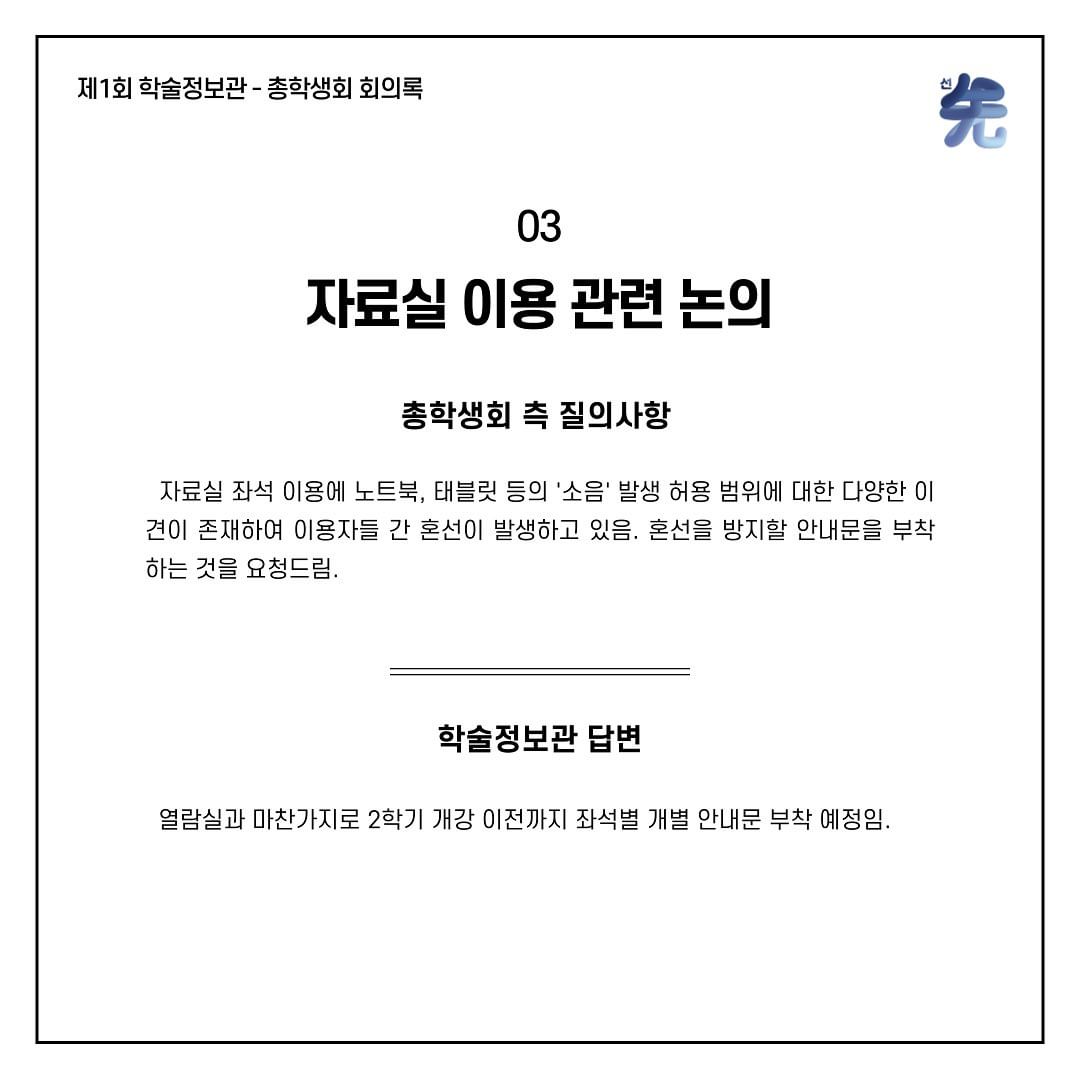 제1회 학술정보관 - 총학생회 회의록
선
先
03
자료실 이용 관련 논의
총학생회 측 질의사항
자료실 좌석 이용에 노트북, 태블릿 등의 '소음' 발생 허용 범위에 대한 다양한 이
견이 존재하여 이용자들 간 혼선이 발생하고 있음. 혼선을 방지할 안내문을 부착
하는 것을 요청드림.
학술정보관 답변
열람실과 마찬가지로 2학기 개강 이전까지 좌석별 개별 안내문 부착 예정임.